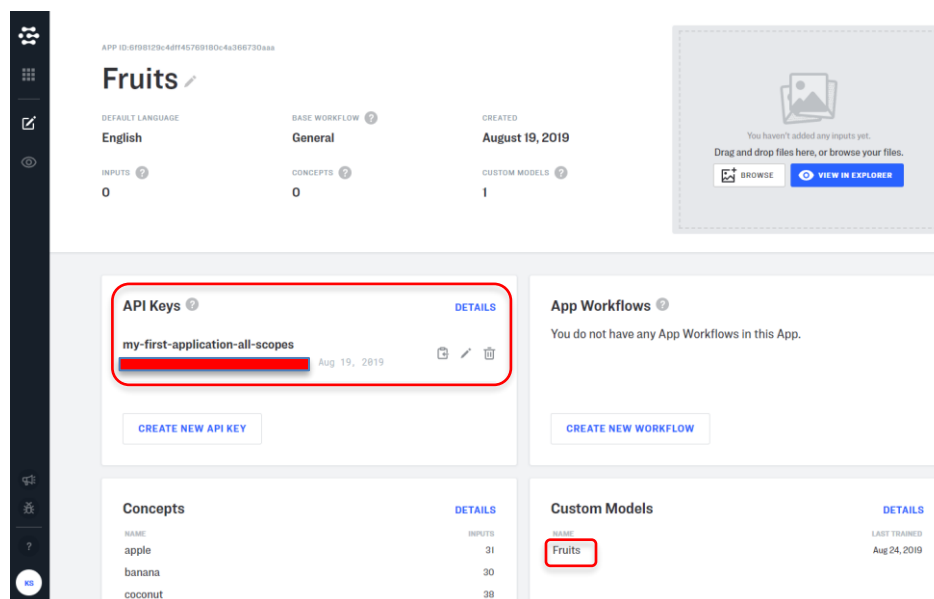 APP ID:6f98129c4dff45769180c4a366730aaa
Fruits
DEFAULT LANGUAGE
English
BASE WORKFLOW ?
General
CREATED
August 19, 2019
INPUTS ?
0
CONCEPTS ?
0
CUSTOM MODELS ?
1
You haven't added any inputs yet.
Drag and drop files here, or browse your files.
BROWSE
VIEW IN EXPLORER
API Keys ?
DETAILS
my-first-application-all-scopes
Aug 19, 2019
CREATE NEW API KEY
App Workflows ?
You do not have any App Workflows in this App.
CREATE NEW WORKFLOW
Concepts
DETAILS
NAME INPUTS
apple 31
banana 30
coconut 38
Custom Models
DETAILS
NAME LAST TRAINED
Fruits Aug 24, 2019
?
KS